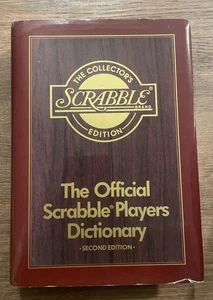 THE COLLECTOR'S
SCRABBLE®
BRAND
EDITION
The Official
Scrabble® Players
Dictionary
•SECOND EDITION•